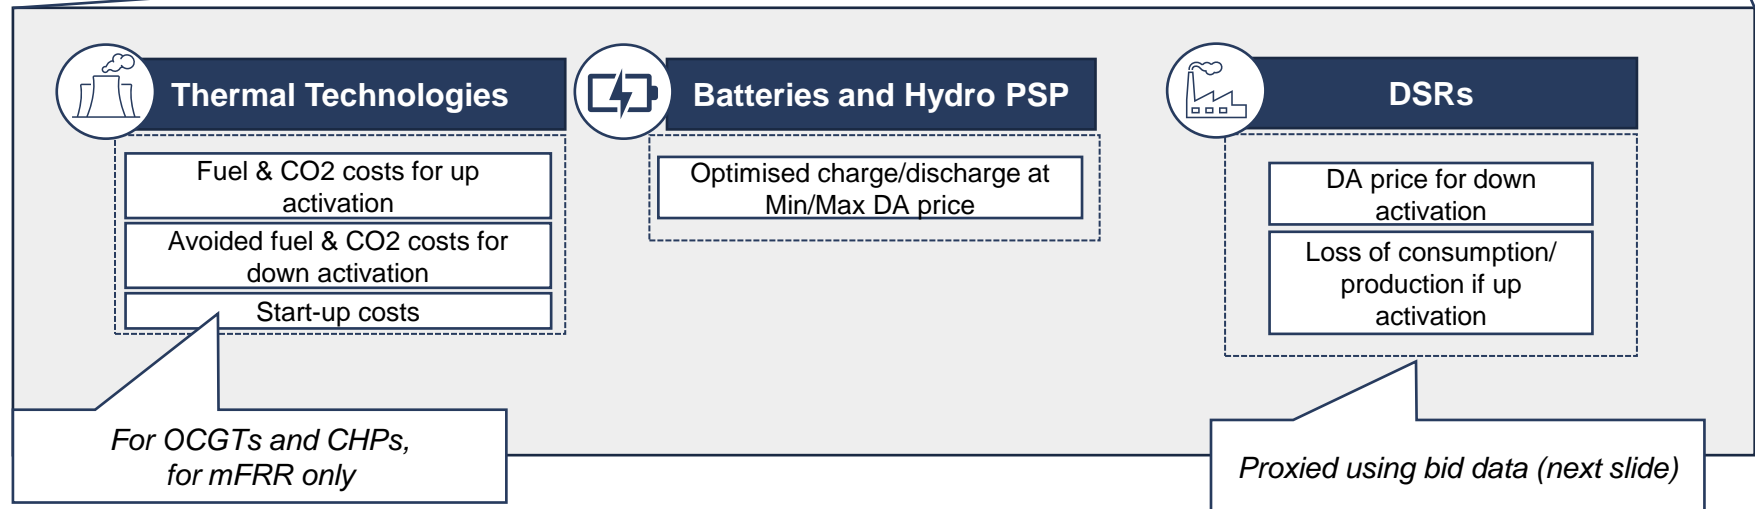 Thermal Technologies
Fuel & CO2 costs for up
activation
Avoided fuel & CO2 costs for
down activation
Start-up costs
For OCGTs and CHPs,
for mFRR only
Batteries and Hydro PSP
Optimised charge/discharge at
Min/Max DA price
DSRs
DA price for down
activation
Loss of consumption/
production if up
activation
Proxied using bid data (next slide)